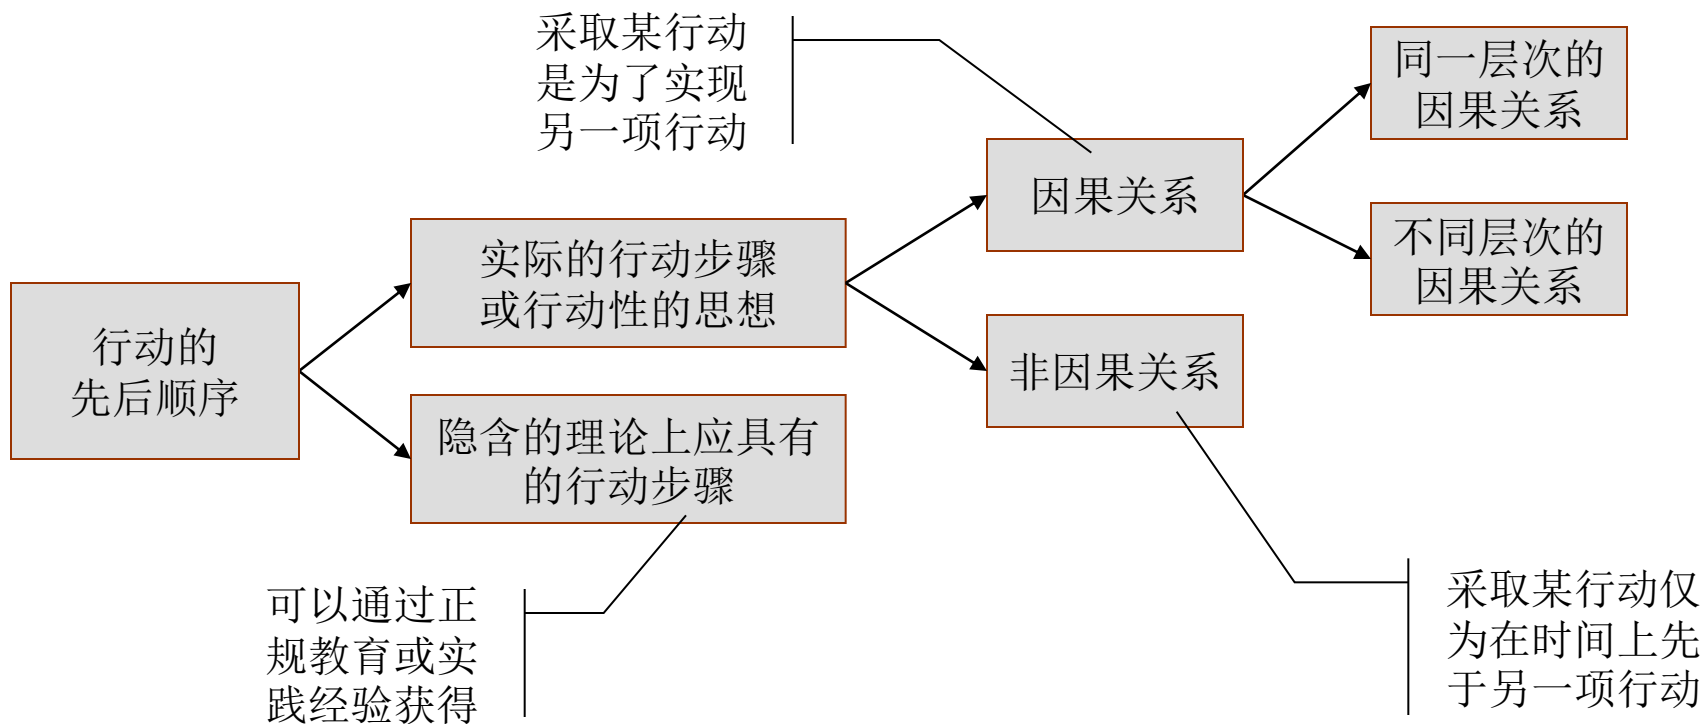 采取某行动
是为了实现
另一项行动
同一层次的
因果关系
因果关系
不同层次的
因果关系
实际的行动步骤
或行动性的思想
行动的
先后顺序
非因果关系
隐含的理论上应具有
的行动步骤
可以通过正
规教育或实
践经验获得
采取某行动仅
为在时间上先
于另一项行动